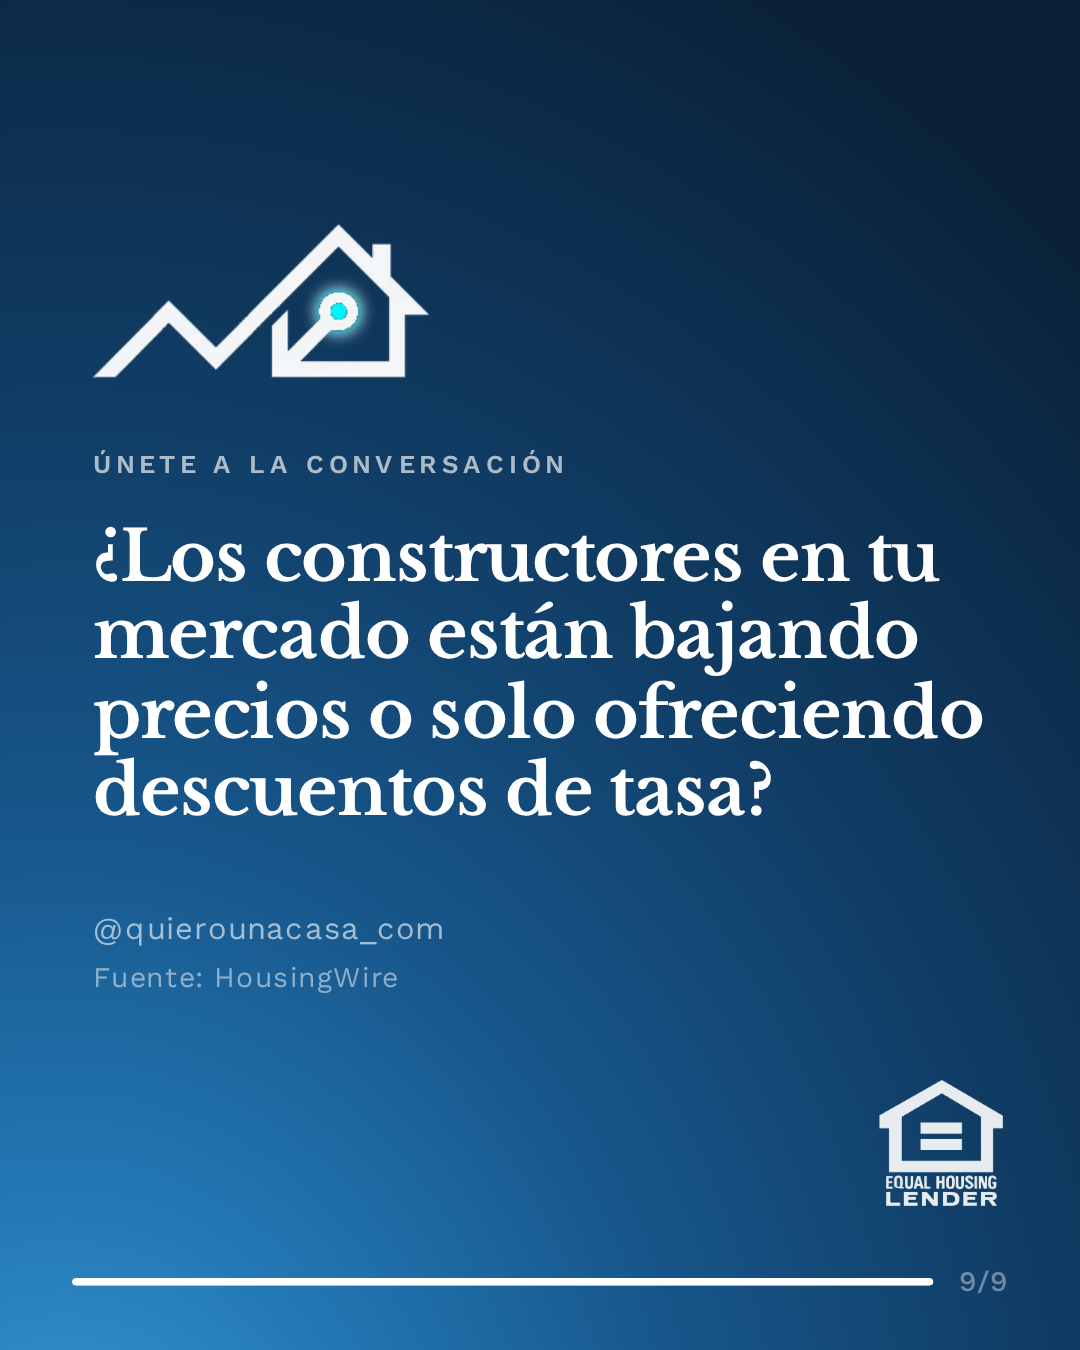 ÚNETE A LA CONVERSACIÓN
¿Los constructores en tu
mercado están bajando
precios o solo ofreciendo
descuentos de tasa?
@quierounacasa_com
Fuente: HousingWire
EQUAL HOUSING
LENDER
9/9